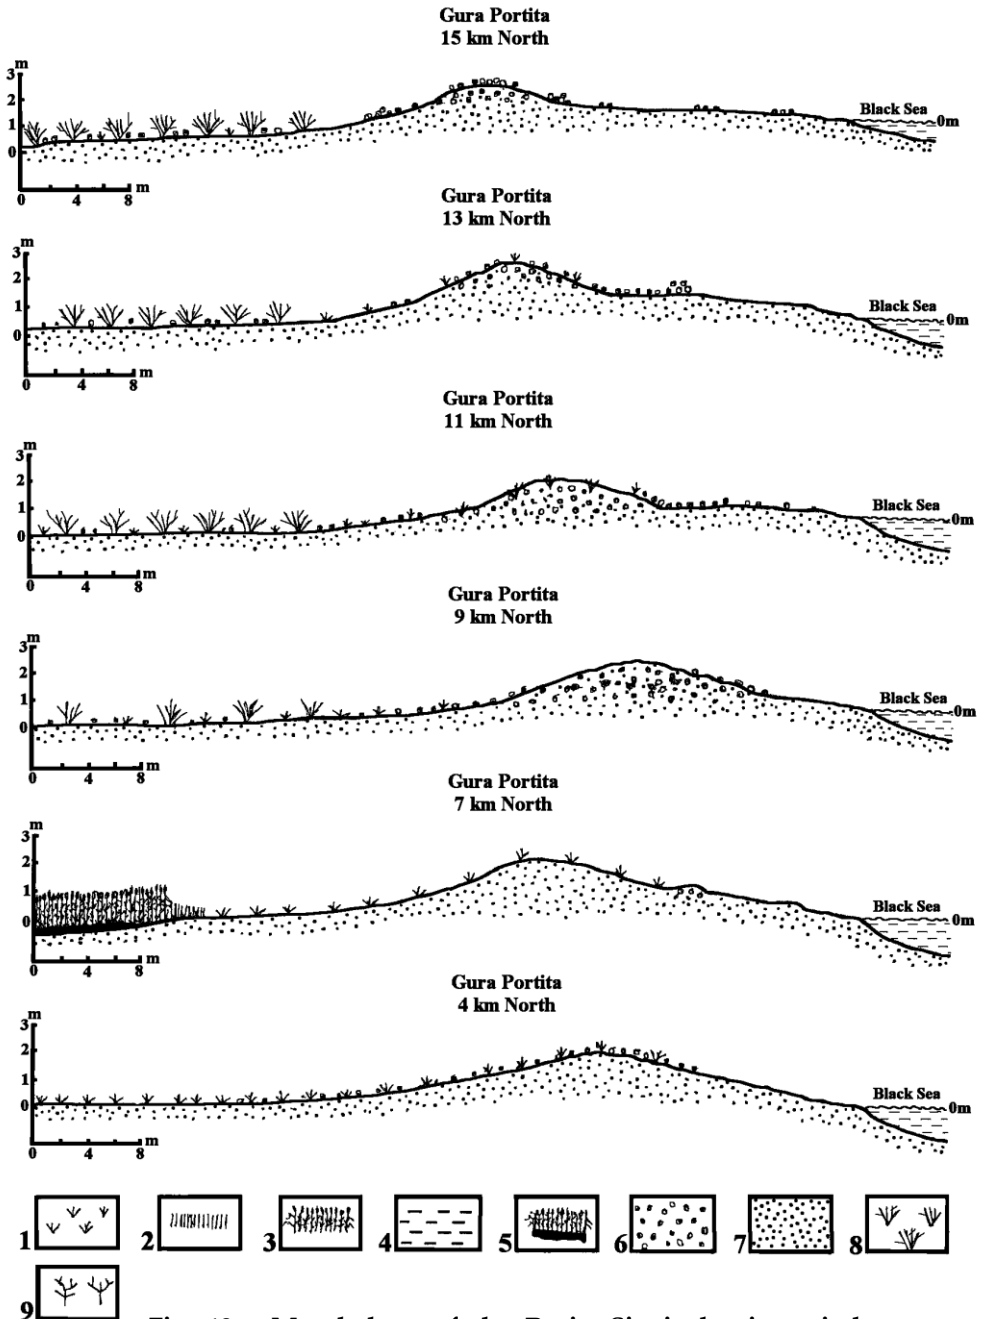 Gura Portita
15 km North
m
3
2
1
0
Black Sea
0m
0 4 8 m
Gura Portita
13 km North
m
3
2
1
0
Black Sea
0m
0 4 8 m
Gura Portita
11 km North
m
3
2
1
0
Black Sea
0m
0 4 8 m
Gura Portita
9 km North
m
3
2
1
0
Black Sea
0m
0 4 8 m
Gura Portita
7 km North
m
3
2
1
0
Black Sea
0m
0 4 8 m
Gura Portita
4 km North
m
3
2
1
0
Black Sea
0m
0 4 8 m
1 2 3 4 5 6 7 8
9